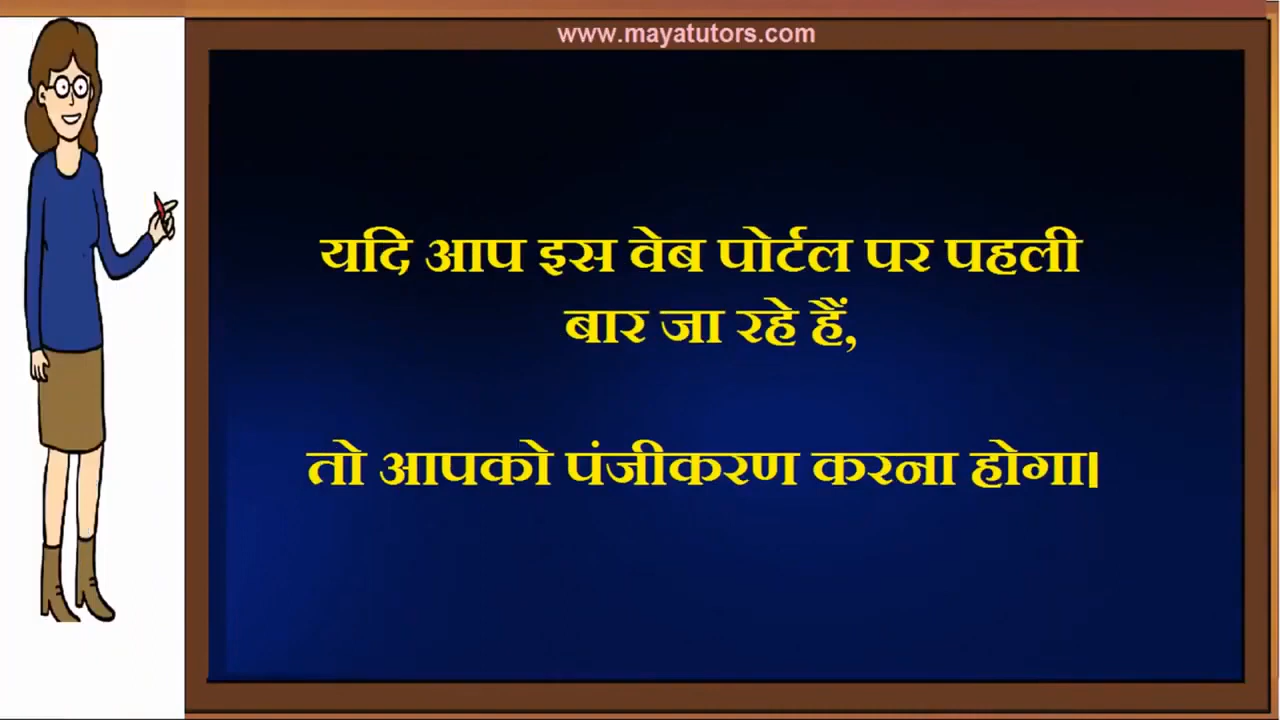 www.mayatutors.com
यदि आप इस वेब पोर्टल पर पहली
बार जा रहे हैं,
तो आपको पंजीकरण करना होगा।